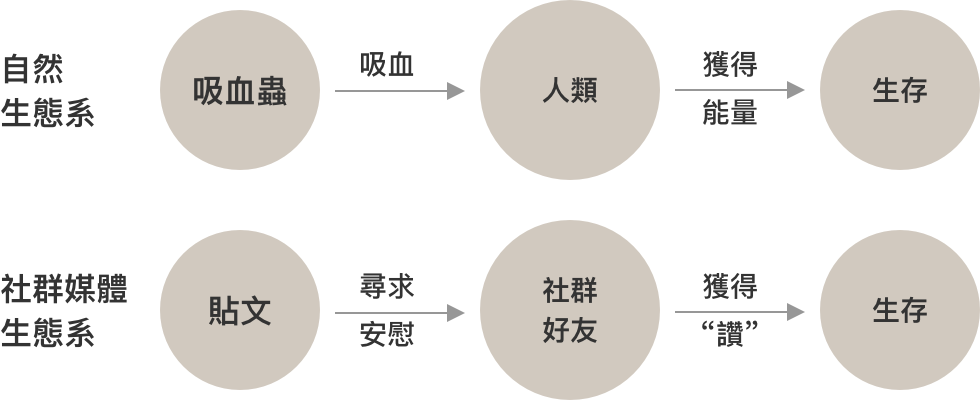 自然
生態系
吸血蟲
吸血
人類
獲得
能量
生存
社群媒體
生態系
貼文
尋求
安慰
社群
好友
獲得
“讚”
生存